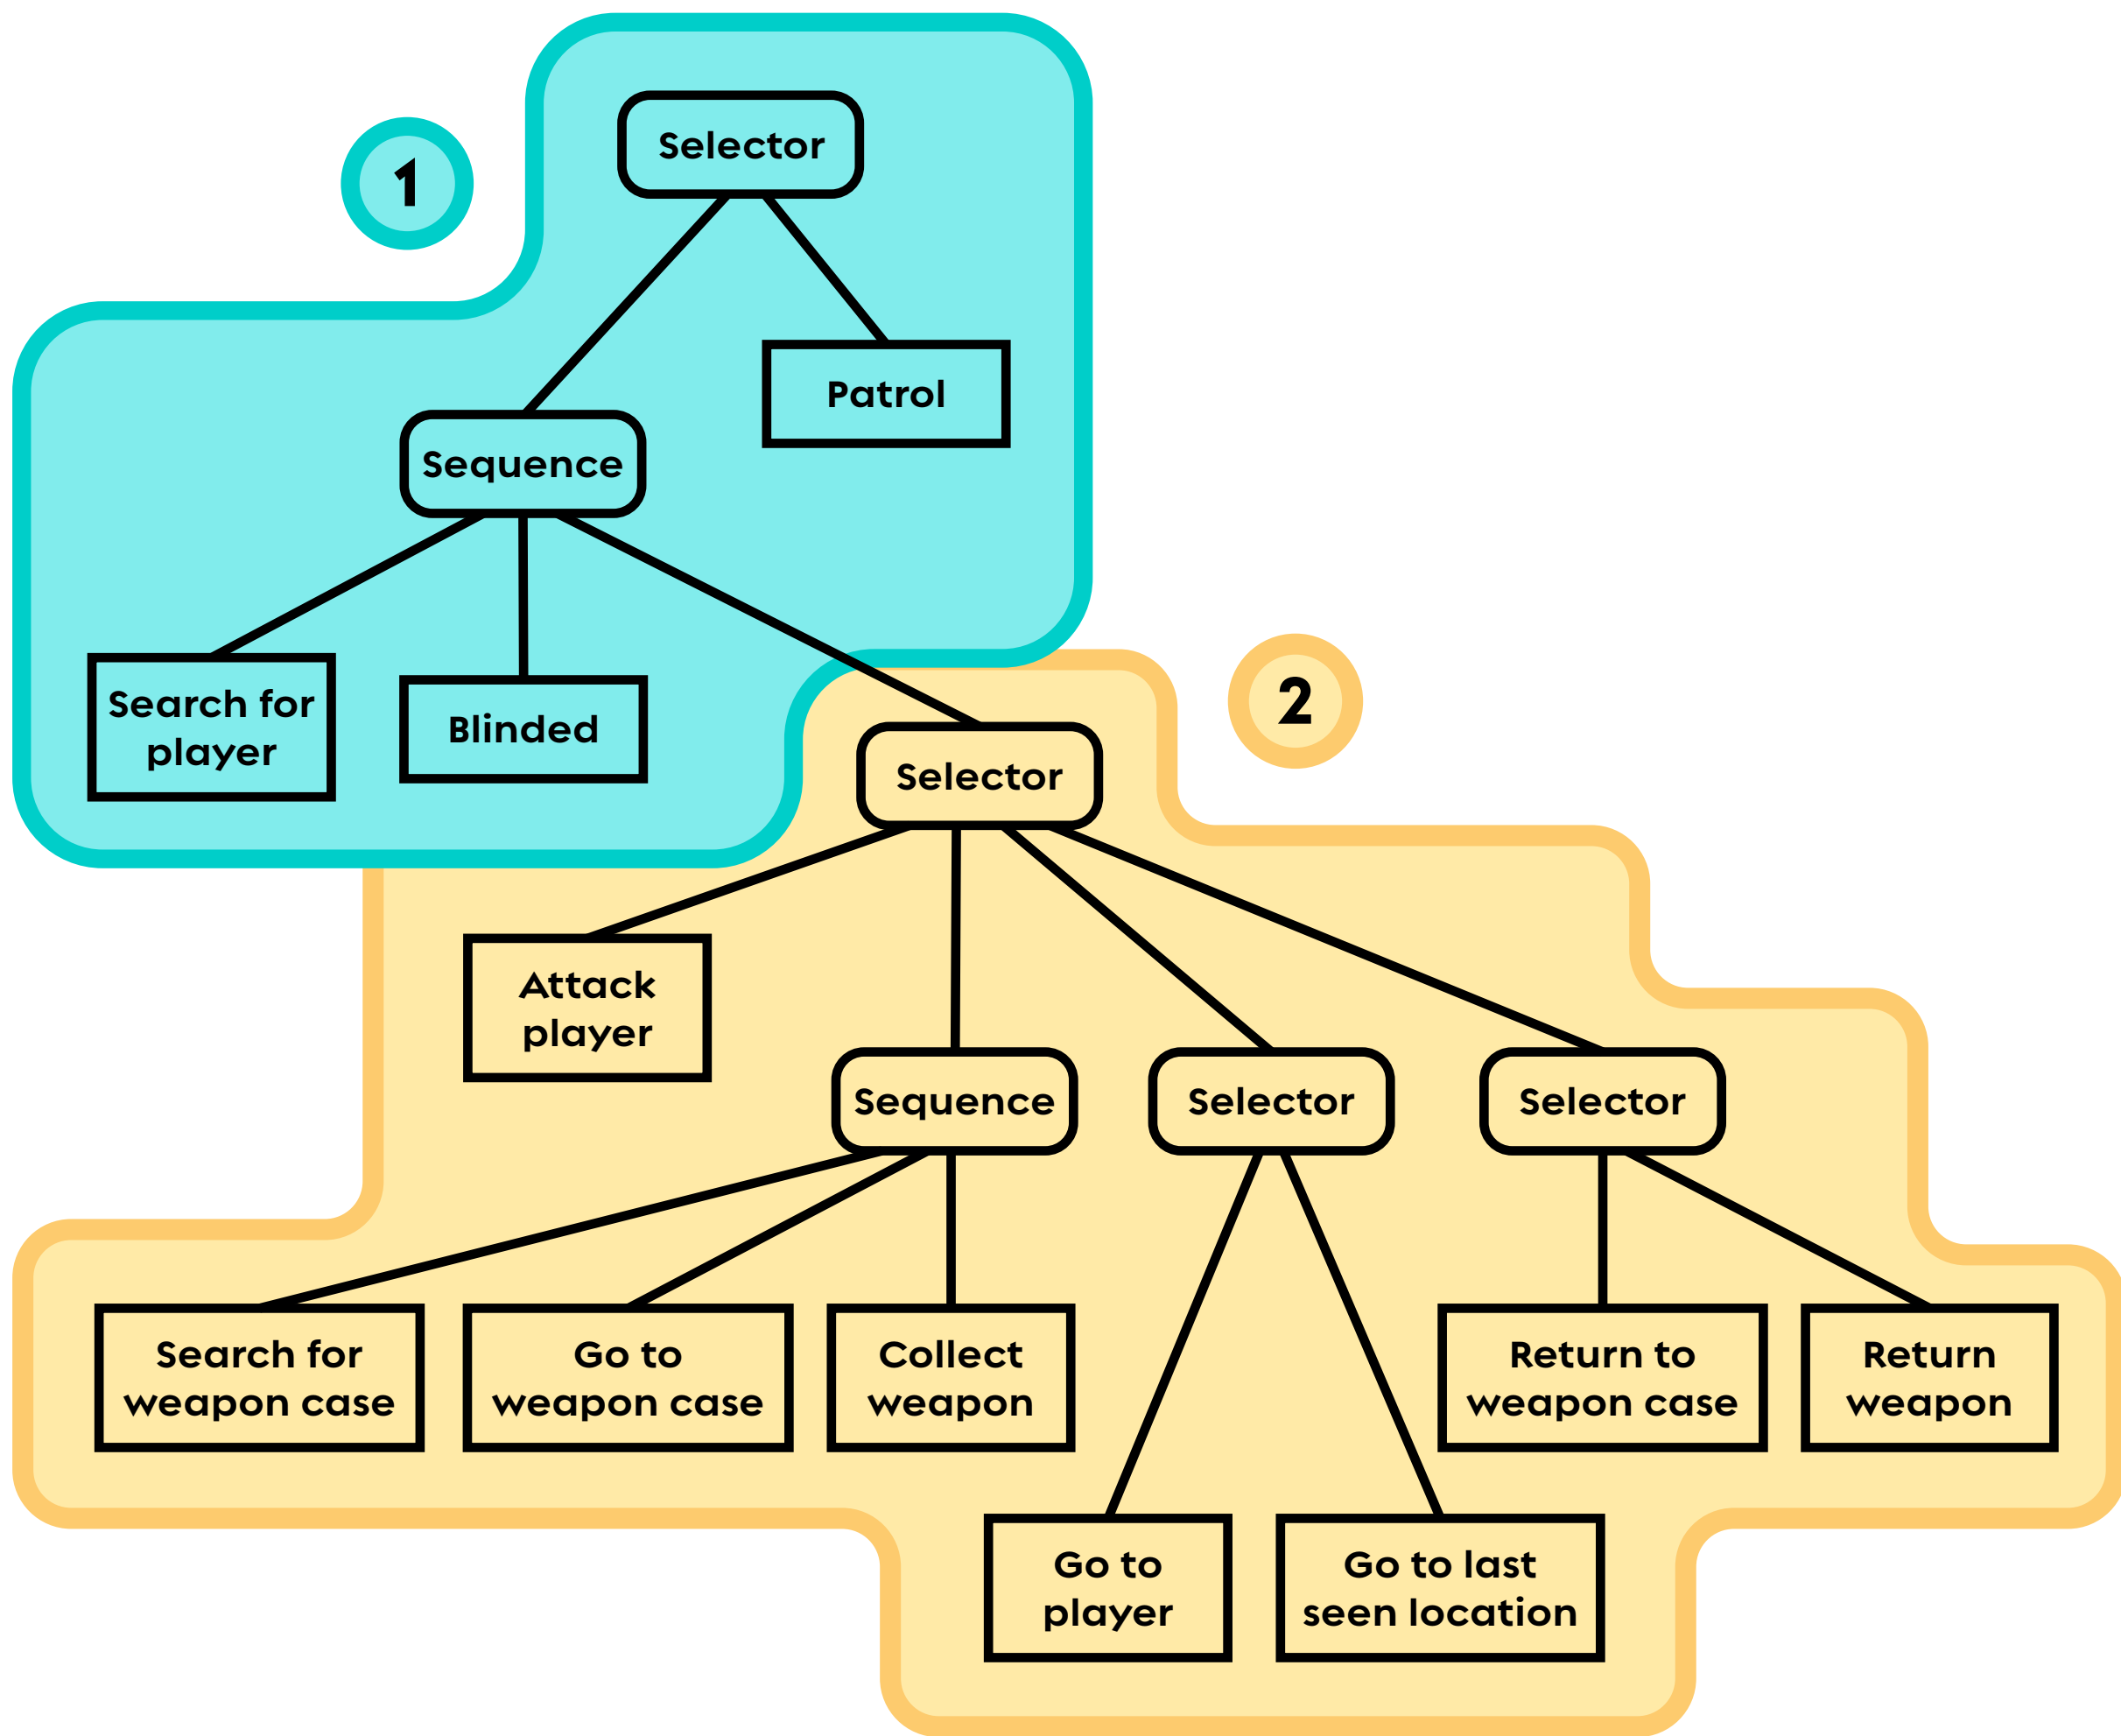 Selector
1
Patrol
Sequence
Search for
player
Blinded
2
Selector
Attack
player
Sequence
Selector
Selector
Search for
weapon case
Go to
weapon case
Collect
weapon
Return to
weapon case
Return
weapon
Go to
player
Go to last
seen location